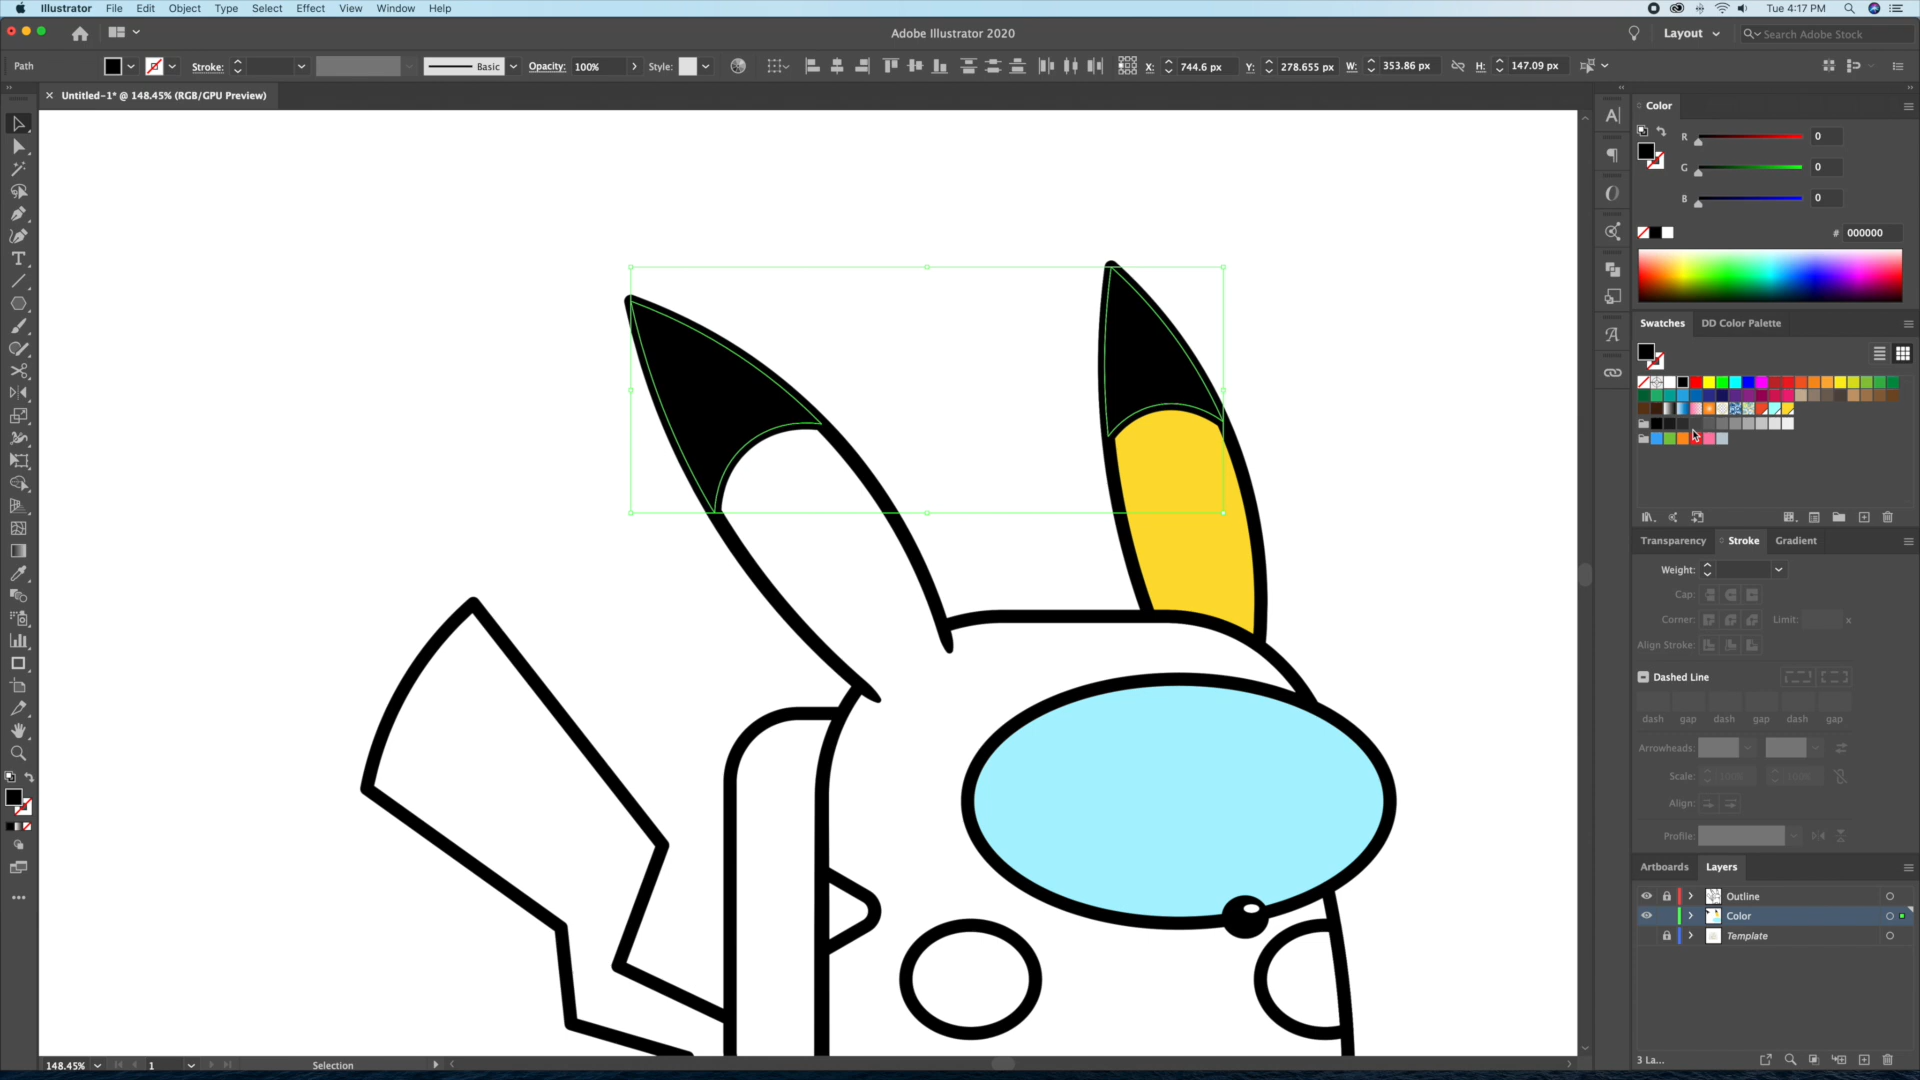 Illustrator File Edit Object Type Select Effect View Window Help
Tue 4:17 PM
Adobe Illustrator 2020
Layout
Search Adobe Stock
Path
Stroke:
Basic
Opacity: 100%
Style:
X: 744.6 px
Y: 278.655 px
W: 353.86 px
H: 147.09 px
Untitled-1* @ 148.45% (RGB/GPU Preview)
Color
R 0
G 0
B 0
# 000000
Swatches DD Color Palette
Transparency Stroke Gradient
Weight:
Cap:
Corner: Limit: x
Align Stroke:
Dashed Line
dash gap dash gap dash gap
Arrowheads:
Scale: 100% 100%
Align:
Profile:
Artboards Layers
Outline
Color
Template
3 La...
148.45% 1 Selection